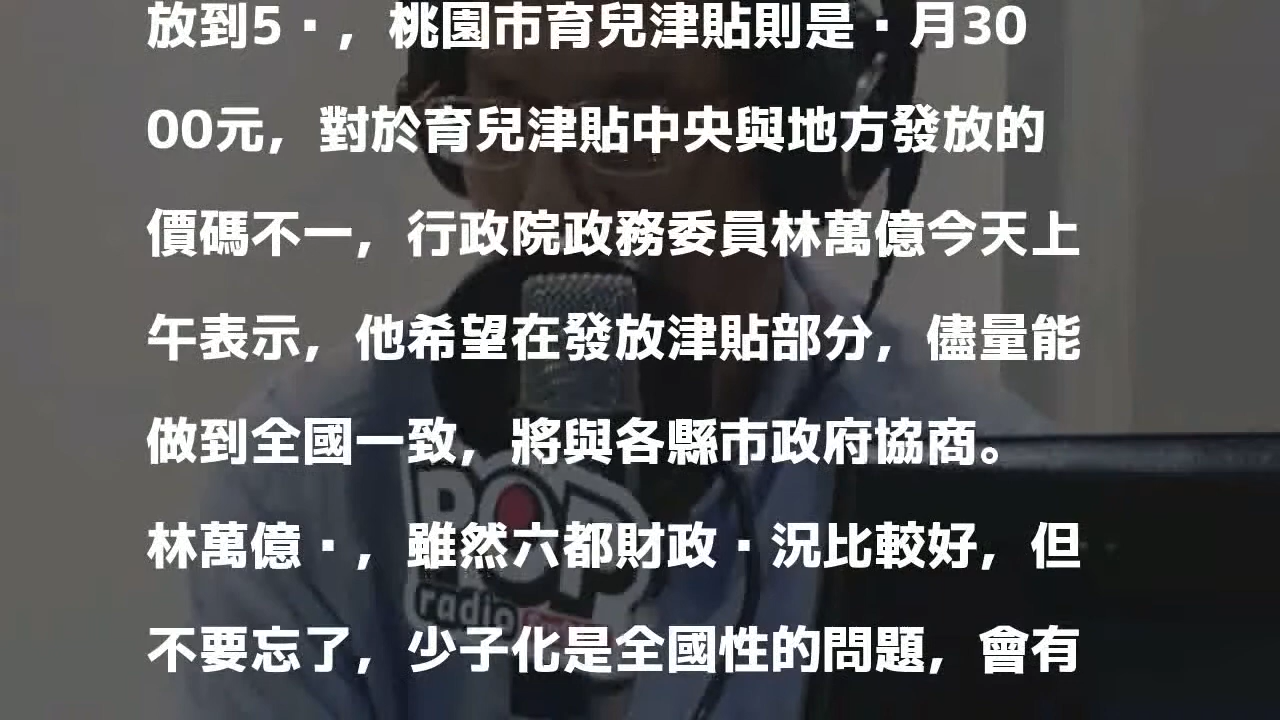 放到5▪，桃園市育兒津貼則是▪月30
00元，對於育兒津貼中央與地方發放的
價碼不一，行政院政務委員林萬億今天上
午表示，他希望在發放津貼部分，儘量能
做到全國一致，將與各縣市政府協商。
林萬億▪，雖然六都財政▪況比較好，但
不要忘了，少子化是全國性的問題，會有
POP
radio